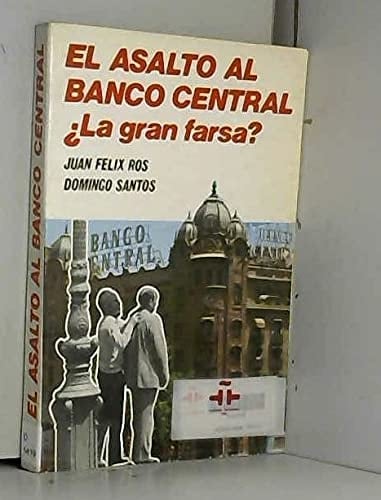 EL ASALTO AL
BANCO CENTRAL
¿La gran farsa?
JUAN FELIX ROS
DOMINGO SANTOS
BANCO
CENTRAL
EL ASALTO AL BANCO CENTRAL